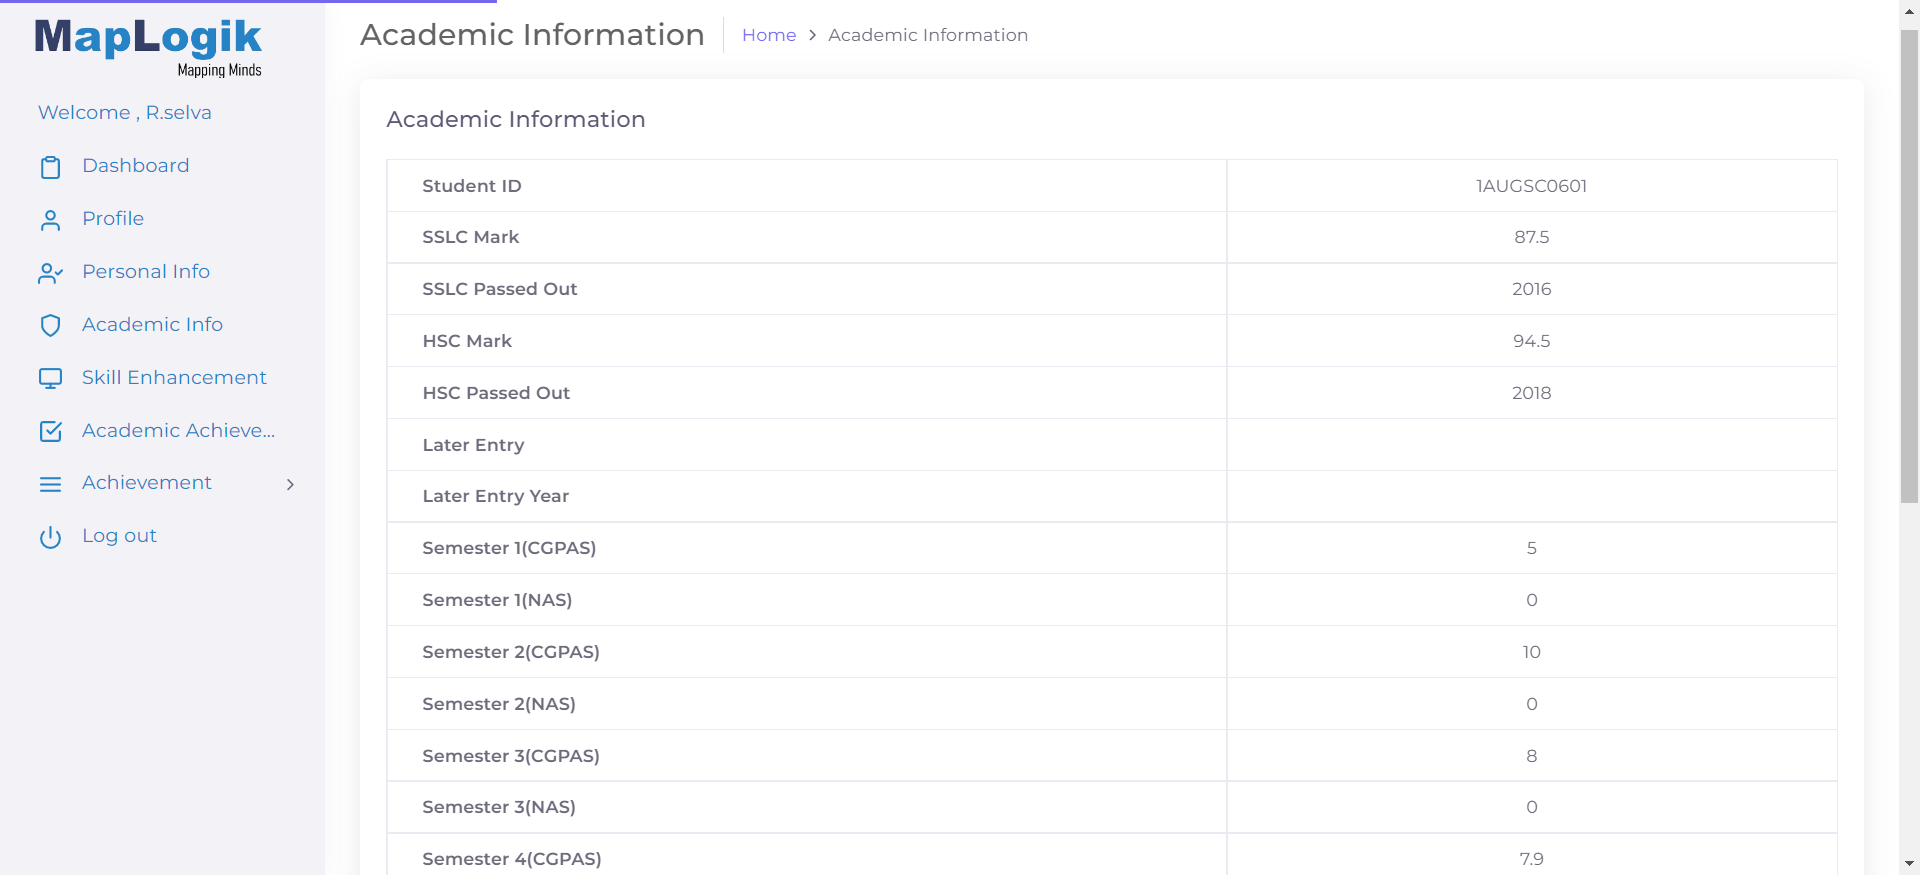 MapLogik
Mapping Minds
Welcome , R.selva
Dashboard
Profile
Personal Info
Academic Info
Skill Enhancement
Academic Achieve...
Achievement
Log out
Academic Information
Home > Academic Information
Academic Information
Student ID 1AUGSC0601
SSLC Mark 87.5
SSLC Passed Out 2016
HSC Mark 94.5
HSC Passed Out 2018
Later Entry
Later Entry Year
Semester 1(CGPAS) 5
Semester 1(NAS) 0
Semester 2(CGPAS) 10
Semester 2(NAS) 0
Semester 3(CGPAS) 8
Semester 3(NAS) 0
Semester 4(CGPAS) 7.9